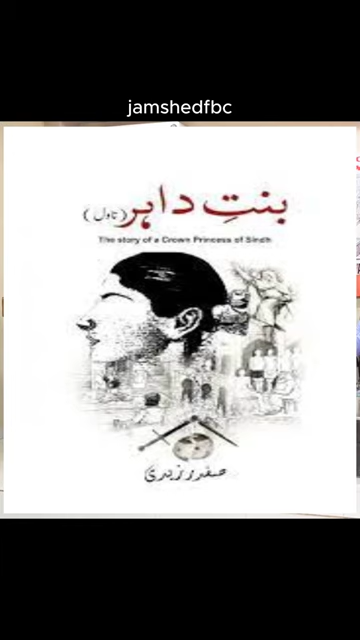 jamshedfbc
بنتِ داہر (ناول)
The story of a Crown Princess of Sindh
صفدر زیدی